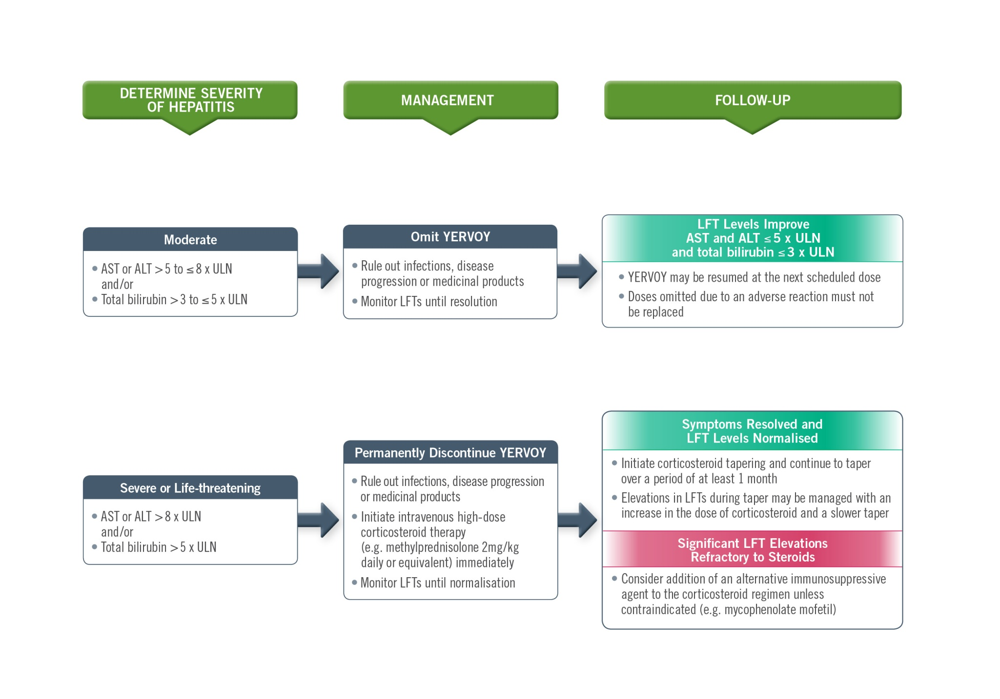 DETERMINE SEVERITY
OF HEPATITIS
MANAGEMENT
FOLLOW-UP
Moderate
• AST or ALT > 5 to ≤ 8 x ULN
and/or
• Total bilirubin > 3 to ≤ 5 x ULN
Omit YERVOY
• Rule out infections, disease
progression or medicinal products
• Monitor LFTs until resolution
LFT Levels Improve
AST and ALT ≤ 5 x ULN
and total bilirubin ≤ 3 x ULN
• YERVOY may be resumed at the next scheduled dose
• Doses omitted due to an adverse reaction must not
be replaced
Severe or Life-threatening
• AST or ALT > 8 x ULN
and/or
• Total bilirubin > 5 x ULN
Permanently Discontinue YERVOY
• Rule out infections, disease progression
or medicinal products
• Initiate intravenous high-dose
corticosteroid therapy
(e.g. methylprednisolone 2mg/kg
daily or equivalent) immediately
• Monitor LFTs until normalisation
Symptoms Resolved and
LFT Levels Normalised
• Initiate corticosteroid tapering and continue to taper
over a period of at least 1 month
• Elevations in LFTs during taper may be managed with an
increase in the dose of corticosteroid and a slower taper
Significant LFT Elevations
Refractory to Steroids
• Consider addition of an alternative immunosuppressive
agent to the corticosteroid regimen unless
contraindicated (e.g. mycophenolate mofetil)